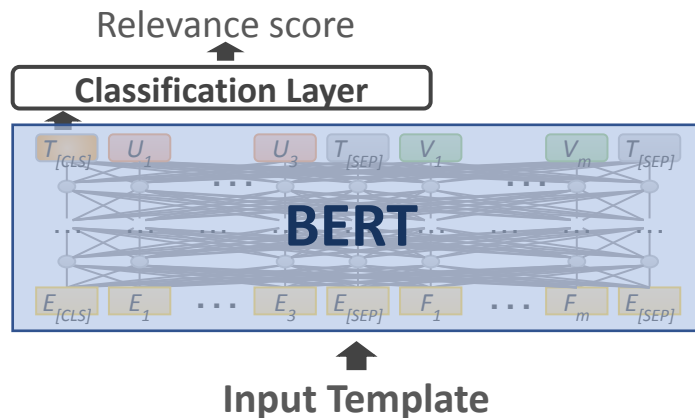 Relevance score
Classification Layer
T[CLS] U1 U3 T[SEP] V1 Vm T[SEP]
... ...
BERT
... ... ... ... ... ... ...
E[CLS] E1 ... E3 E[SEP] F1 ... Fm E[SEP]
Input Template